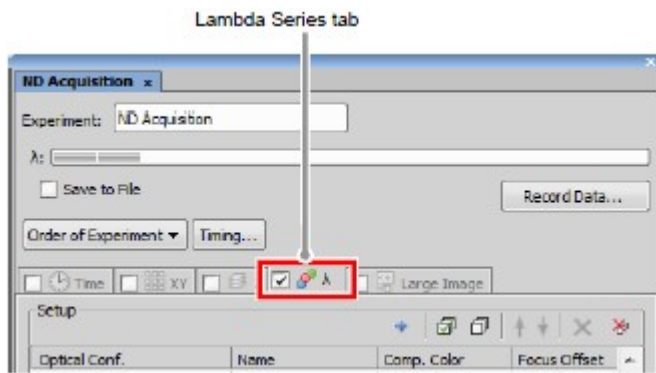 Lambda Series tab
ND Acquisition x
Experiment: ND Acquisition
λ:
Save to File
Record Data...
Order of Experiment Timing...
Time XY λ Large Image
Setup
Optical Conf. Name Comp. Color Focus Offset